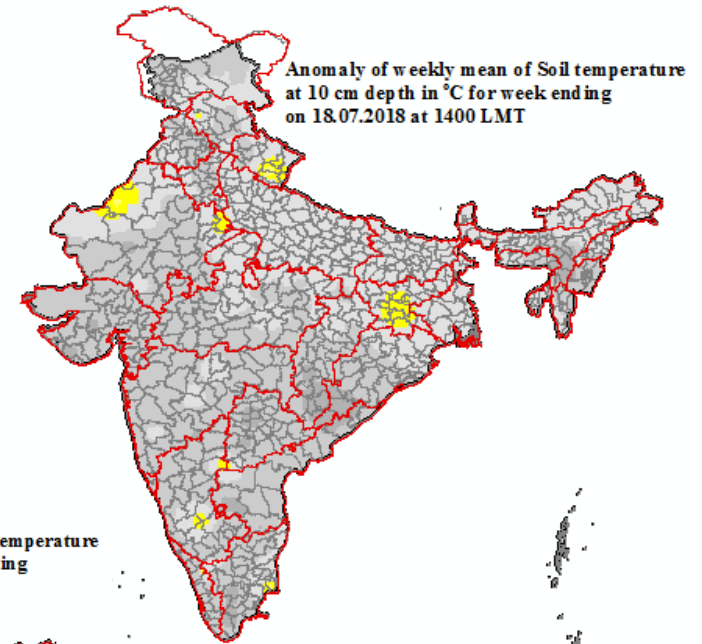 Anomaly of weekly mean of Soil temperature
at 10 cm depth in °C for week ending
on 18.07.2018 at 1400 LMT
emperature
ing